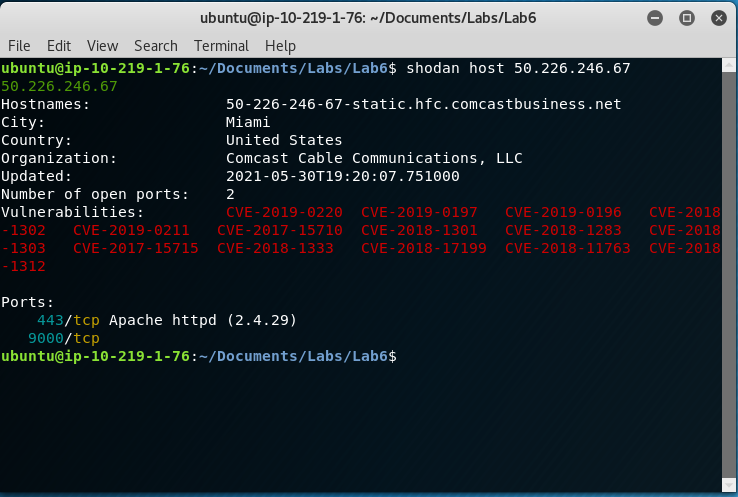 ubuntu@ip-10-219-1-76: ~/Documents/Labs/Lab6
File Edit View Search Terminal Help
ubuntu@ip-10-219-1-76:~/Documents/Labs/Lab6$ shodan host 50.226.246.67
50.226.246.67
Hostnames: 50-226-246-67-static.hfc.comcastbusiness.net
City: Miami
Country: United States
Organization: Comcast Cable Communications, LLC
Updated: 2021-05-30T19:20:07.751000
Number of open ports: 2
Vulnerabilities: CVE-2019-0220 CVE-2019-0197 CVE-2019-0196 CVE-2018
-1302 CVE-2019-0211 CVE-2017-15710 CVE-2018-1301 CVE-2018-1283 CVE-2018
-1303 CVE-2017-15715 CVE-2018-1333 CVE-2018-17199 CVE-2018-11763 CVE-2018
-1312
Ports:
443/tcp Apache httpd (2.4.29)
9000/tcp
ubuntu@ip-10-219-1-76:~/Documents/Labs/Lab6$